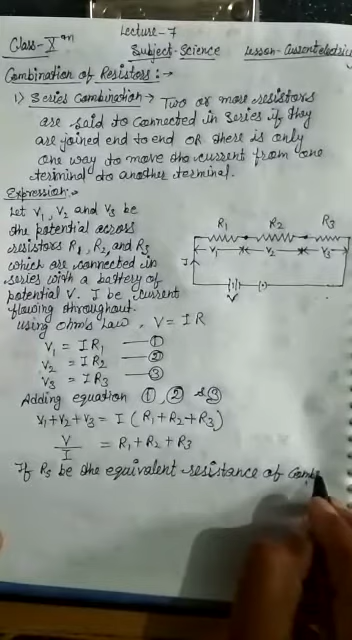 Lecture-7
Class-Xth Subject-Science Lesson-Current electric
Combination of Resistors:→
1) Series Combination → Two or more resistors
are said to connected in series if they
are joined end to end OR there is only
one way to move the current from one
terminal to another terminal.
Expression:-
Let V1, V2 and V3 be
the potential across
resistors R1, R2, and R3
which are connected in
series with a battery of
potential V. I be current
flowing throughout.
using Ohm's Law, V = IR
V1 = IR1 —①
V2 = IR2 —②
V3 = IR3 —③
Adding equation ①, ② & ③
V1+V2+V3 = I (R1+R2+R3)
V/I = R1+R2+R3
If Rs be the equivalent resistance of Comb
R1 R2 R3
V1 V2 V3
I
V